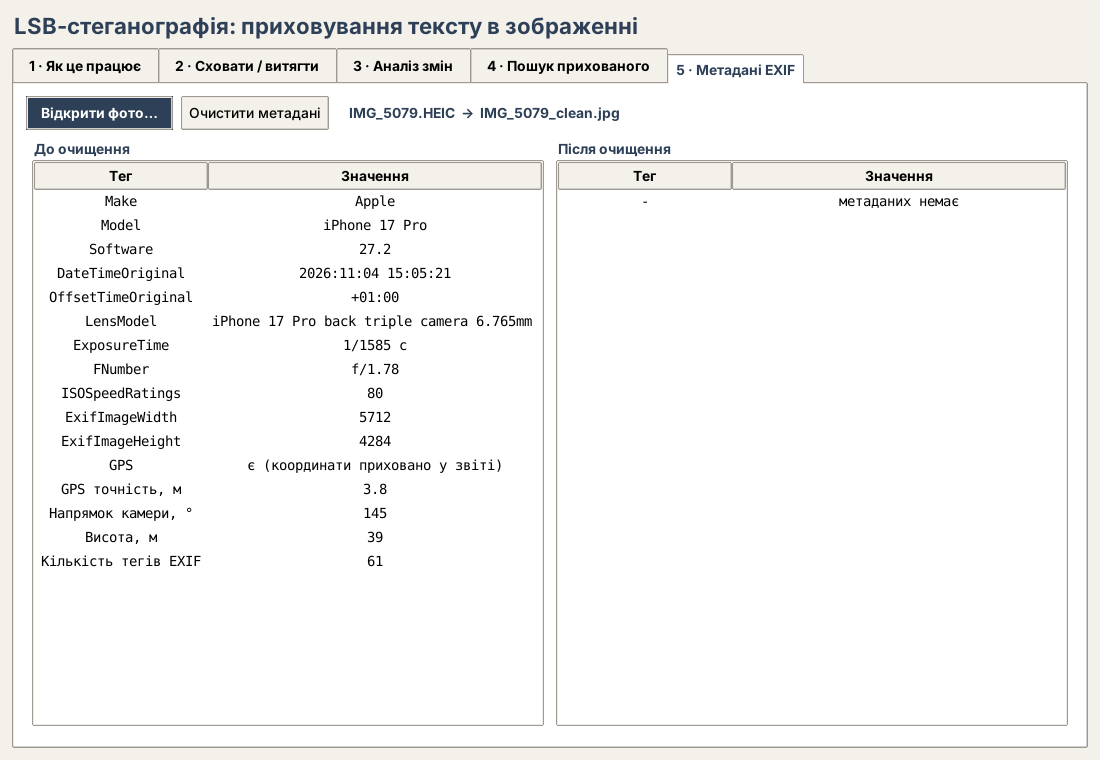 LSB-стеганографія: приховування тексту в зображенні
1 · Як це працює 2 · Сховати / витягти 3 · Аналіз змін 4 · Пошук прихованого 5 · Метадані EXIF
Відкрити фото... Очистити метадані IMG_5079.HEIC → IMG_5079_clean.jpg
До очищення
Тег Значення
Make Apple
Model iPhone 17 Pro
Software 27.2
DateTimeOriginal 2026:11:04 15:05:21
OffsetTimeOriginal +01:00
LensModel iPhone 17 Pro back triple camera 6.765mm
ExposureTime 1/1585 с
FNumber f/1.78
ISOSpeedRatings 80
ExifImageWidth 5712
ExifImageHeight 4284
GPS є (координати приховано у звіті)
GPS точність, м 3.8
Напрямок камери, ° 145
Висота, м 39
Кількість тегів EXIF 61
Після очищення
Тег Значення
- метаданих немає